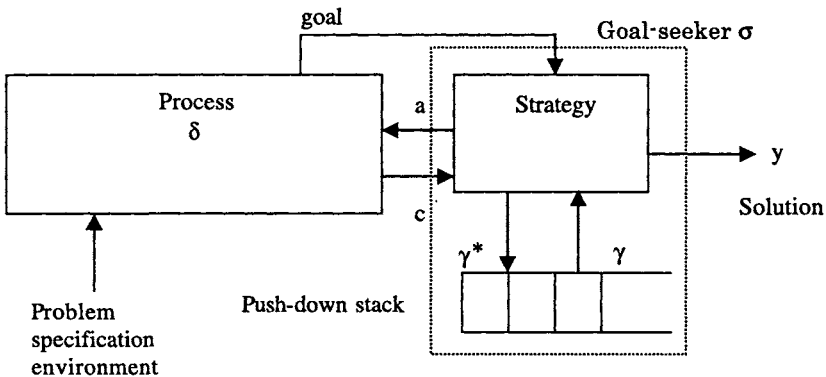 goal
Goal-seeker σ
Process
δ
a
Strategy
y
c
Solution
γ*
γ
Push-down stack
Problem
specification
environment